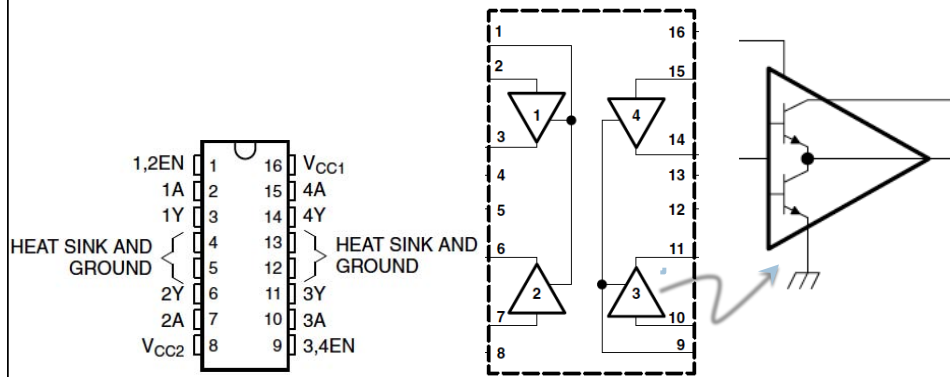 1,2EN 1 16 VCC1
1A 2 15 4A
1Y 3 14 4Y
HEAT SINK AND GROUND 4 13 HEAT SINK AND GROUND
5 12
2Y 6 11 3Y
2A 7 10 3A
VCC2 8 9 3,4EN
1 16
2 15
1 4
3 14
4 13
5 12
6 11
2 3
7 10
8 9